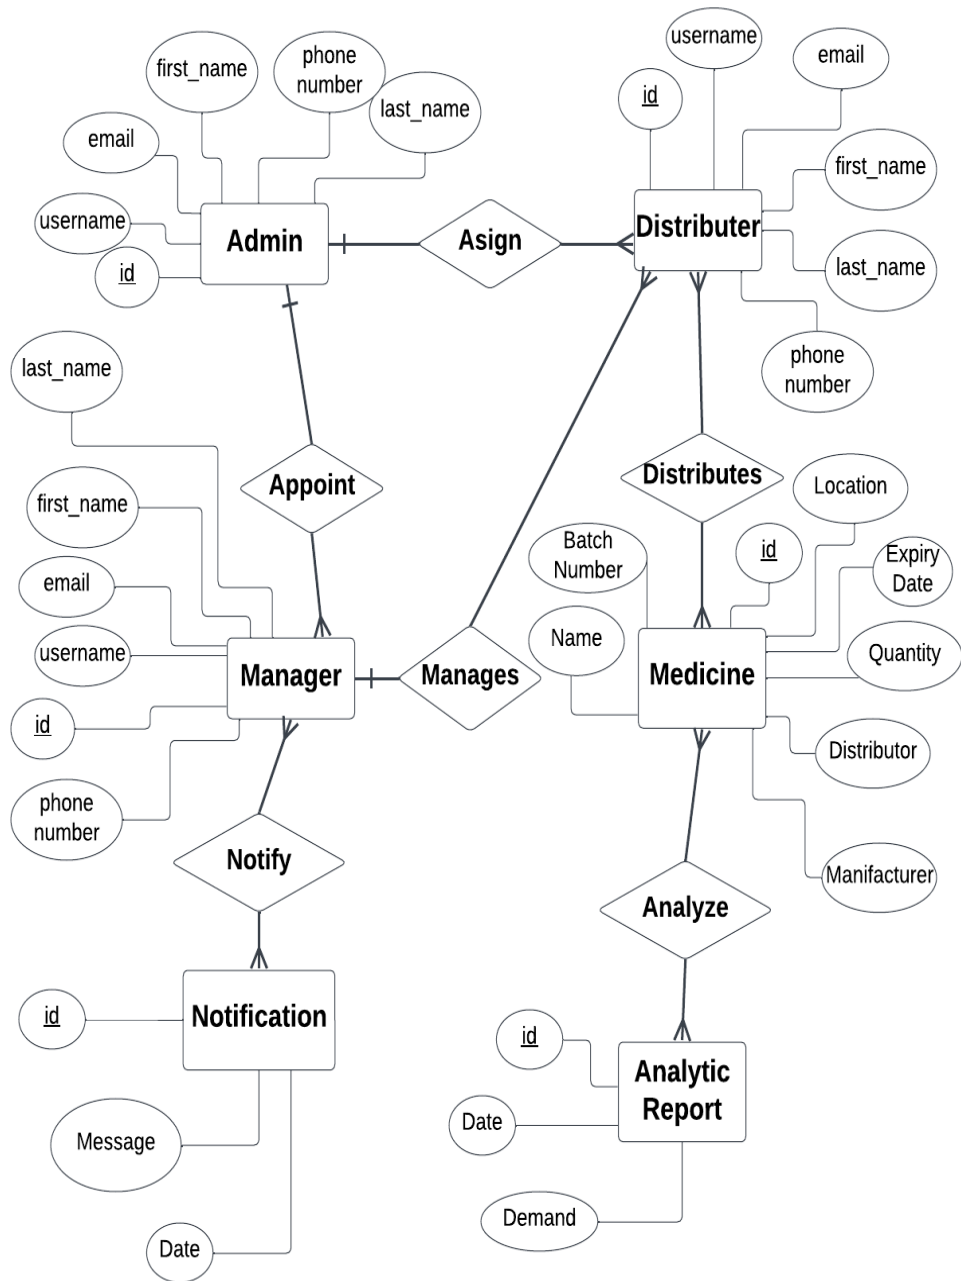 username
first_name
phone
number
email
id
last_name
email
first_name
username
Admin
Asign
Distributer
id
last_name
phone
number
last_name
Appoint
Distributes
Location
first_name
Batch
Number
id
Expiry
Date
email
username
Name
Manager
Manages
Medicine
Quantity
id
Distributor
phone
number
Notify
Manifacturer
Analyze
id
Notification
id
Analytic
Report
Date
Message
Demand
Date